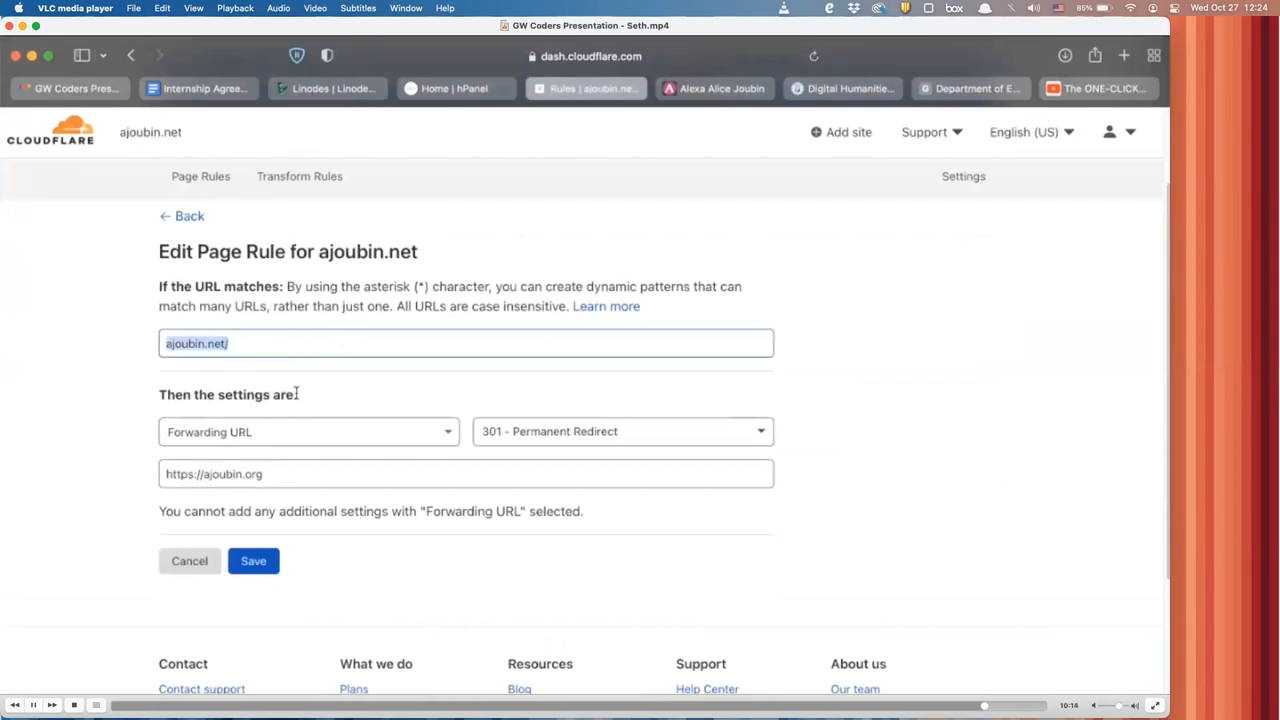 VLC media player File Edit View Playback Audio Video Subtitles Window Help box 85% Wed Oct 27 12:24
GW Coders Presentation - Seth.mp4
dash.cloudflare.com
GW Coders Pres... Internship Agree... Linodes | Linode... Home | hPanel Rules | ajoubin.ne... Alexa Alice Joubin Digital Humanitie... G Department of E... The ONE-CLICK...
CLOUDFLARE ajoubin.net Add site Support English (US)
Page Rules Transform Rules Settings
← Back
Edit Page Rule for ajoubin.net
If the URL matches: By using the asterisk (*) character, you can create dynamic patterns that can
match many URLs, rather than just one. All URLs are case insensitive. Learn more
ajoubin.net/
Then the settings are:
Forwarding URL 301 - Permanent Redirect
https://ajoubin.org
You cannot add any additional settings with "Forwarding URL" selected.
Cancel Save
Contact What we do Resources Support About us
Contact support Plans Blog Help Center Our team
10:14